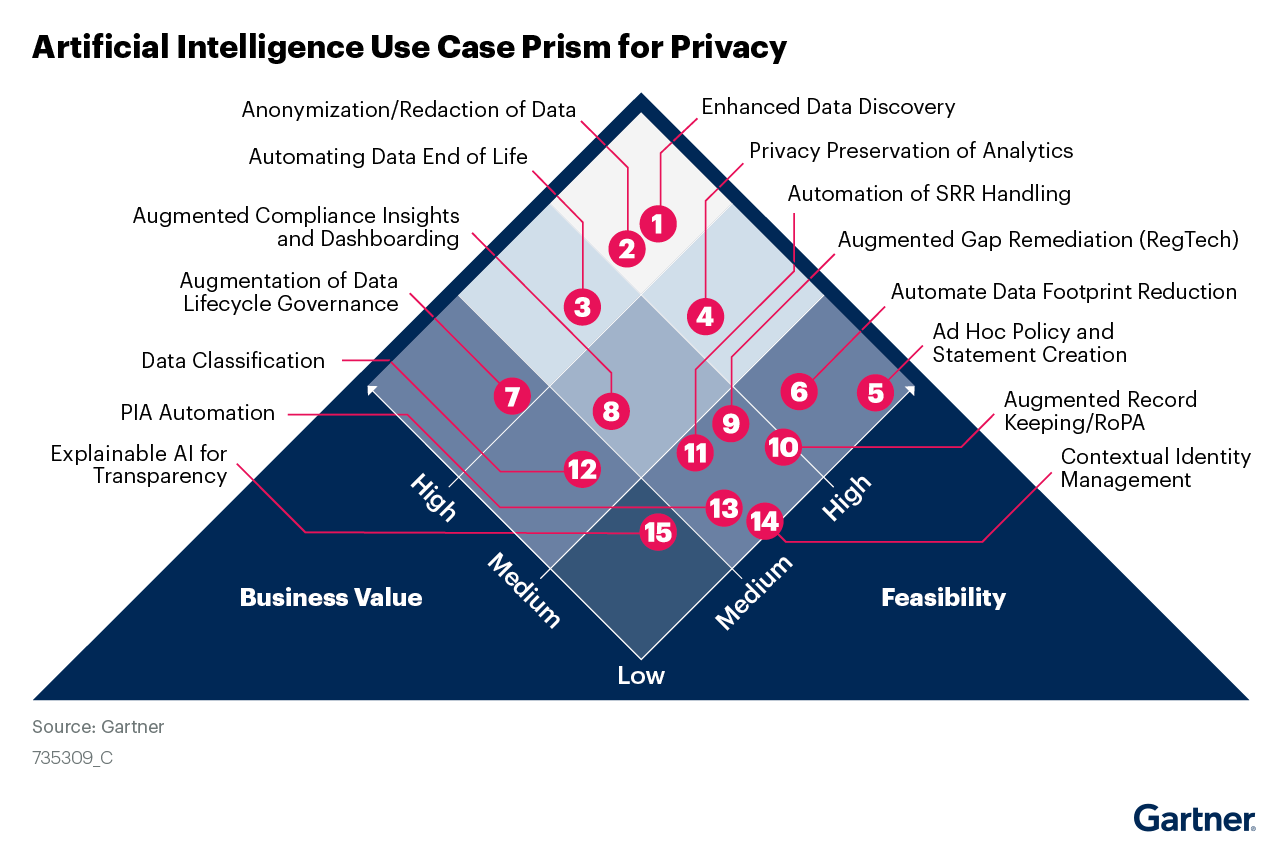 Artificial Intelligence Use Case Prism for Privacy
Anonymization/Redaction of Data
Enhanced Data Discovery
Automating Data End of Life
Privacy Preservation of Analytics
Automation of SRR Handling
Augmented Compliance Insights
and Dashboarding
Augmented Gap Remediation (RegTech)
Augmentation of Data
Lifecycle Governance
Automate Data Footprint Reduction
Ad Hoc Policy and
Statement Creation
Data Classification
PIA Automation
Augmented Record
Keeping/RoPA
Explainable AI for
Transparency
Contextual Identity
Management
1
2
3
4
5
6
7
8
9
10
11
12
13
14
15
High
High
Medium
Medium
Low
Business Value
Feasibility
Source: Gartner
735309_C
Gartner®